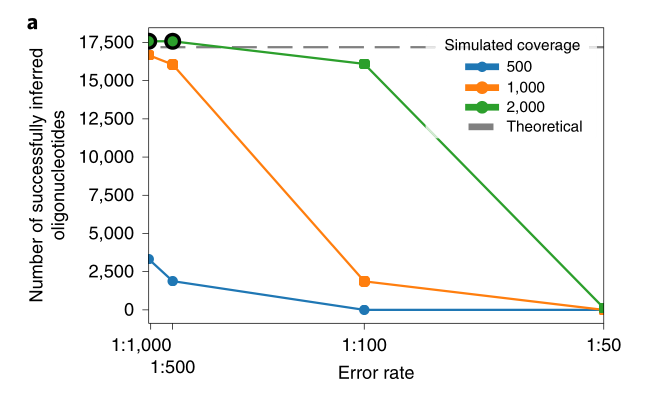 a
Number of successfully inferred
oligonucleotides
17,500
15,000
12,500
10,000
7,500
5,000
2,500
0
Simulated coverage
500
1,000
2,000
Theoretical
1:1,000
1:500
1:100
1:50
Error rate